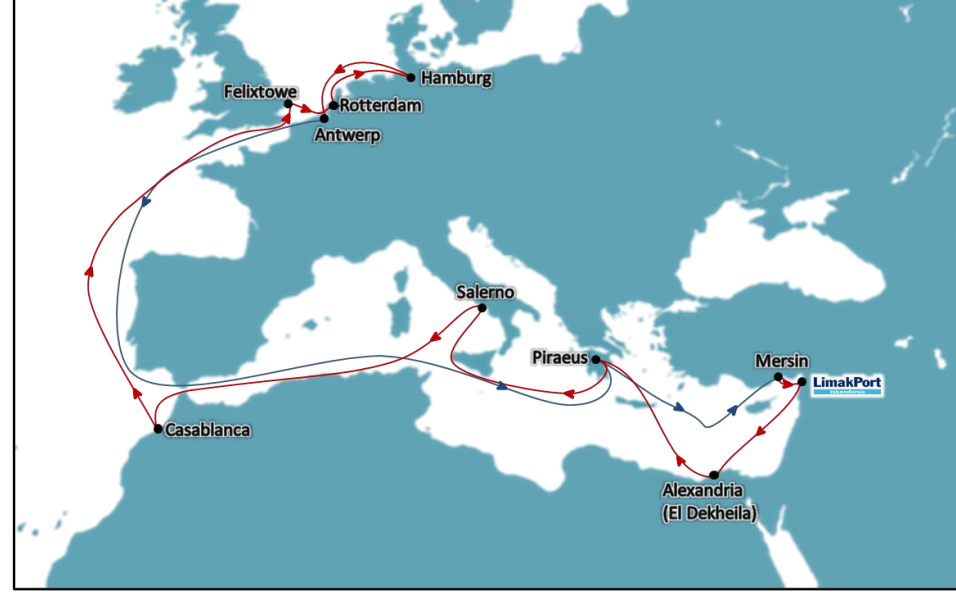 Hamburg
Felixtowe
Rotterdam
Antwerp
Salerno
Piraeus
Mersin
LimakPort
Casablanca
Alexandria
(El Dekheila)